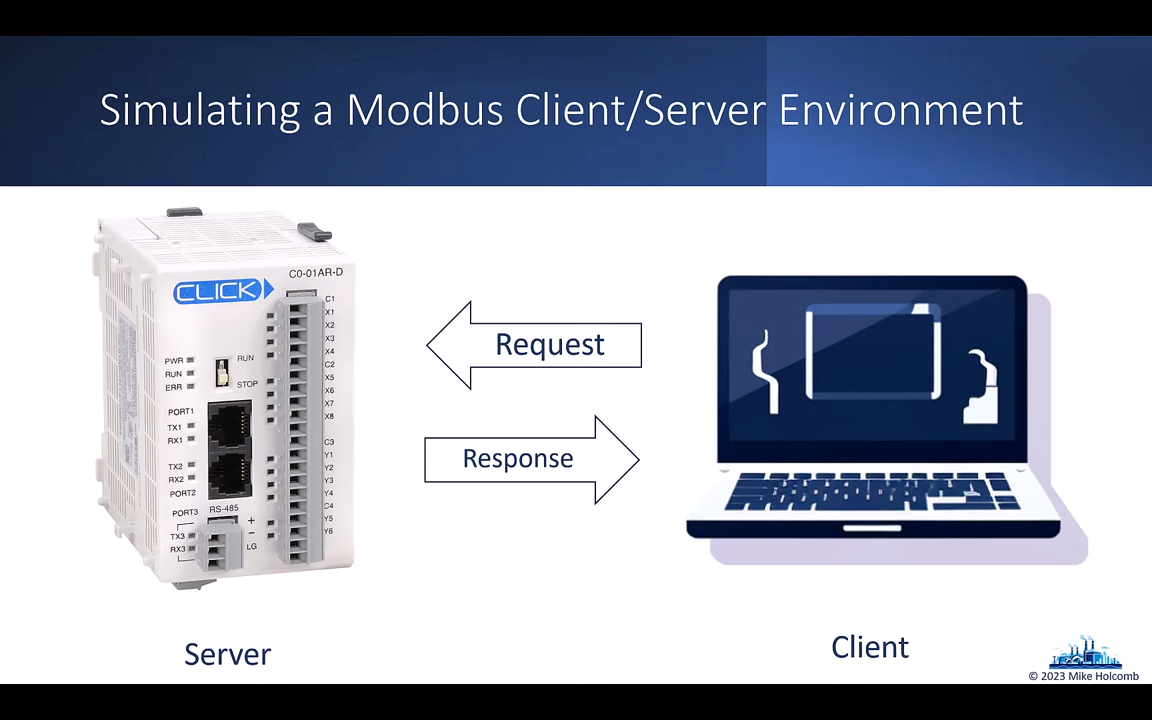 Simulating a Modbus Client/Server Environment
C0-01AR-D
CLICK
C1
X1
X2
X3
X4
C2
X5
X6
X7
X8
C3
Y1
Y2
Y3
Y4
C4
Y5
Y6
PWR
RUN
ERR
RUN
STOP
PORT1
TX1
RX1
TX2
RX2
PORT2
PORT3
RS-485
TX3
RX3
+
–
LG
Request
Response
Server
Client
© 2023 Mike Holcomb